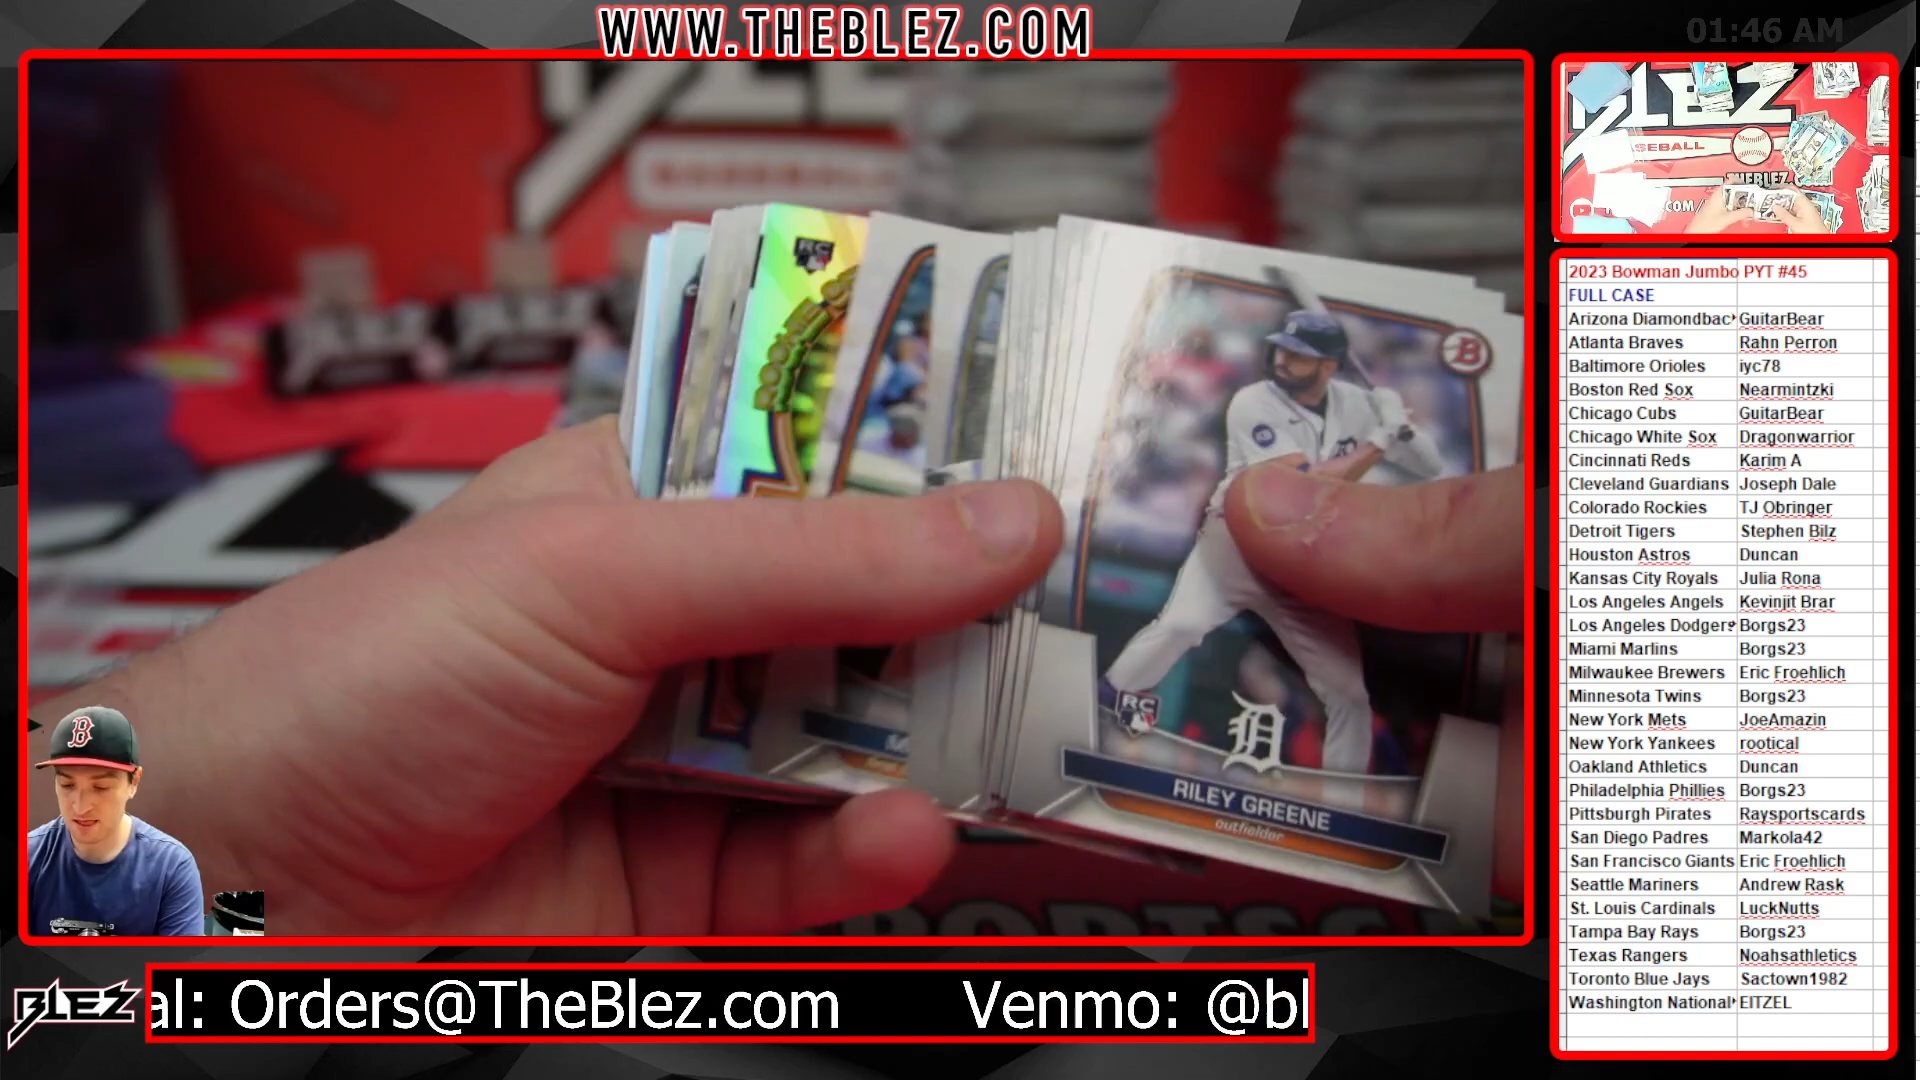 WWW.THEBLEZ.COM
01:46 AM
BLEZ
SEBALL
THEBLEZ.CO
COM/
RC
B
RC
D
RILEY GREENE
outfielder
B
2023 Bowman Jumbo PYT #45
FULL CASE
Arizona Diamondbac GuitarBear
Atlanta Braves Rahn Perron
Baltimore Orioles iyc78
Boston Red Sox Nearmintzki
Chicago Cubs GuitarBear
Chicago White Sox Dragonwarrior
Cincinnati Reds Karim A
Cleveland Guardians Joseph Dale
Colorado Rockies TJ Obringer
Detroit Tigers Stephen Bilz
Houston Astros Duncan
Kansas City Royals Julia Rona
Los Angeles Angels Kevinjit Brar
Los Angeles Dodgers Borgs23
Miami Marlins Borgs23
Milwaukee Brewers Eric Froehlich
Minnesota Twins Borgs23
New York Mets JoeAmazin
New York Yankees rootical
Oakland Athletics Duncan
Philadelphia Phillies Borgs23
Pittsburgh Pirates Raysportscards
San Diego Padres Markola42
San Francisco Giants Eric Froehlich
Seattle Mariners Andrew Rask
St. Louis Cardinals LuckNutts
Tampa Bay Rays Borgs23
Texas Rangers Noahsathletics
Toronto Blue Jays Sactown1982
Washington National EITZEL
BLEZ
al: Orders@TheBlez.com Venmo: @bl